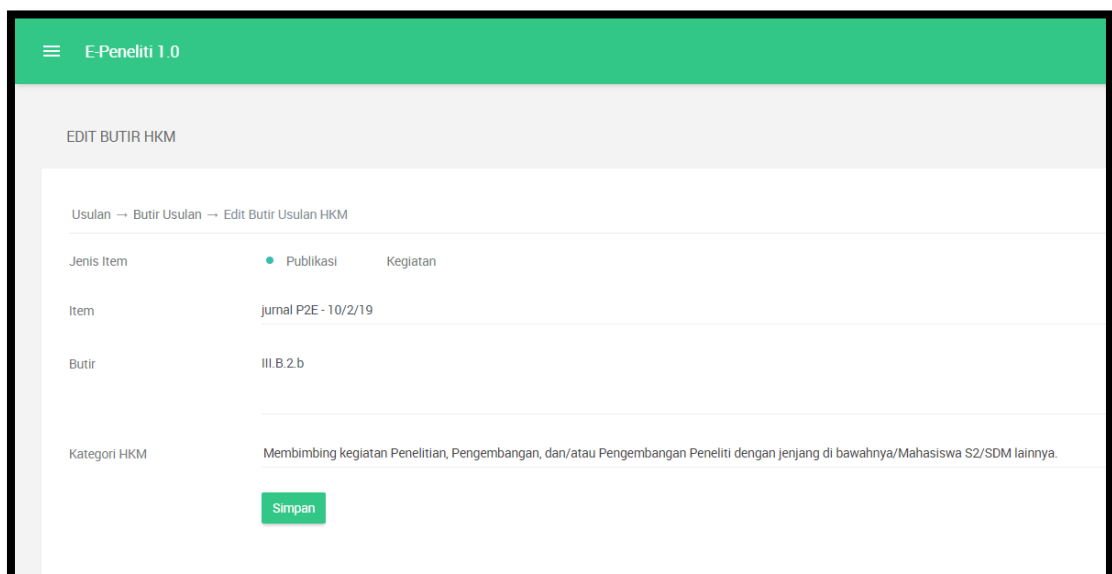 E-Peneliti 1.0
EDIT BUTIR HKM
Usulan → Butir Usulan → Edit Butir Usulan HKM
Jenis Item Publikasi Kegiatan
Item jurnal P2E - 10/2/19
Butir III.B.2.b
Kategori HKM Membimbing kegiatan Penelitian, Pengembangan, dan/atau Pengembangan Peneliti dengan jenjang di bawahnya/Mahasiswa S2/SDM lainnya.
Simpan